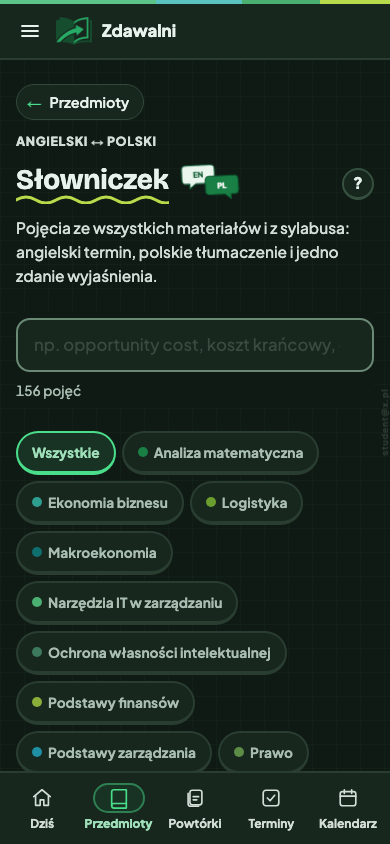 Zdawalni
← Przedmioty
ANGIELSKI ↔ POLSKI
Słowniczek
EN
PL
?
Pojęcia ze wszystkich materiałów i z sylabusa:
angielski termin, polskie tłumaczenie i jedno
zdanie wyjaśnienia.
np. opportunity cost, koszt krańcowy,
156 pojęć
student@z.pl
Wszystkie
Analiza matematyczna
Ekonomia biznesu
Logistyka
Makroekonomia
Narzędzia IT w zarządzaniu
Ochrona własności intelektualnej
Podstawy finansów
Podstawy zarządzania
Prawo
Dziś
Przedmioty
Powtórki
Terminy
Kalendarz